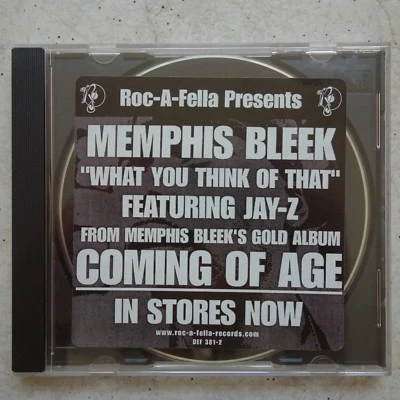 Roc-A-Fella Presents
MEMPHIS BLEEK
"WHAT YOU THINK OF THAT"
FEATURING JAY-Z
FROM MEMPHIS BLEEK'S GOLD ALBUM
COMING OF AGE
IN STORES NOW
www.roc-a-fella-records.com
DEF 381-2